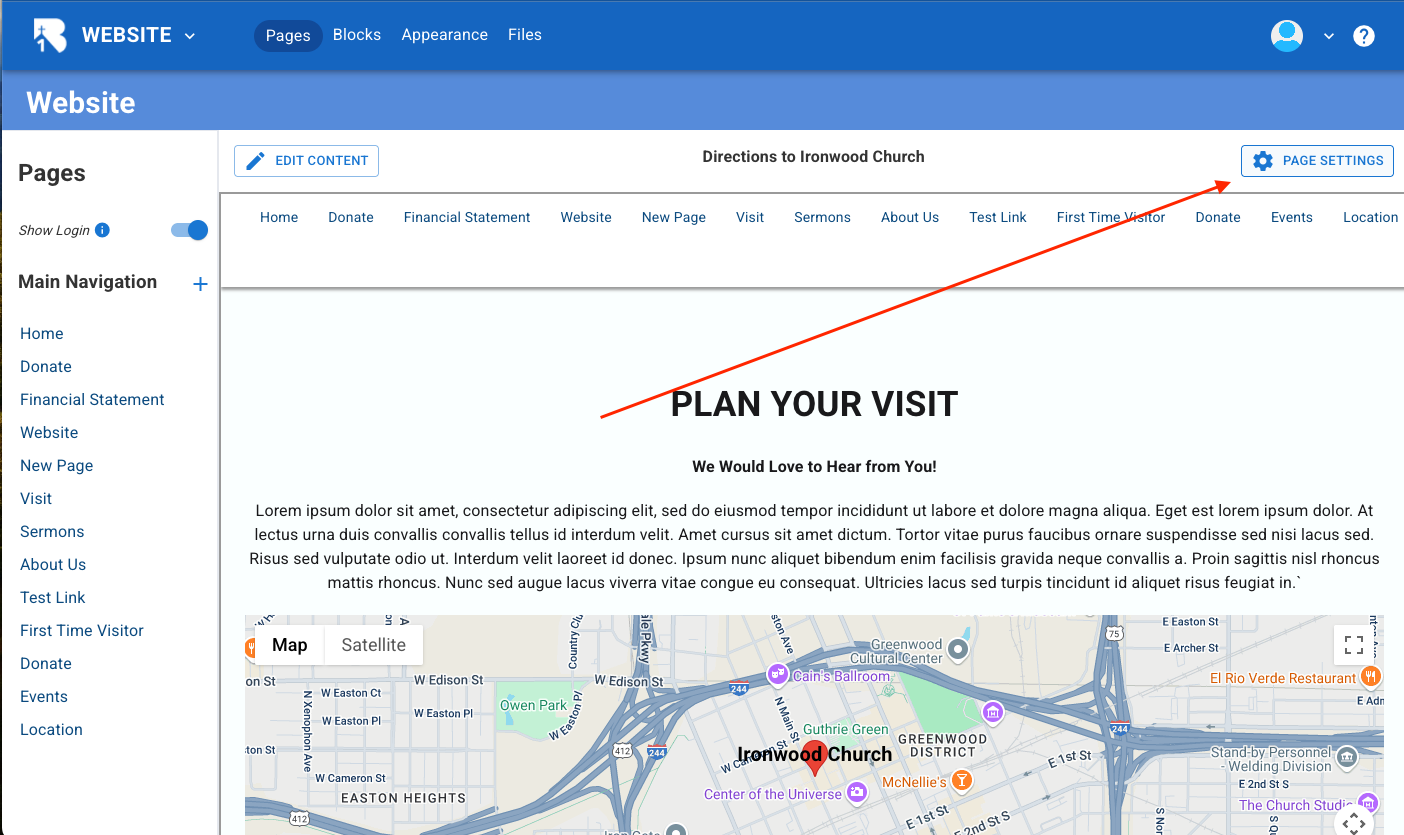 WEBSITE
Pages Blocks Appearance Files
Website
Pages
Show Login
Main Navigation
Home
Donate
Financial Statement
Website
New Page
Visit
Sermons
About Us
Test Link
First Time Visitor
Donate
Events
Location
EDIT CONTENT
Directions to Ironwood Church
PAGE SETTINGS
Home Donate Financial Statement Website New Page Visit Sermons About Us Test Link First Time Visitor Donate Events Location
PLAN YOUR VISIT
We Would Love to Hear from You!
Lorem ipsum dolor sit amet, consectetur adipiscing elit, sed do eiusmod tempor incididunt ut labore et dolore magna aliqua. Eget est lorem ipsum dolor. At
lectus urna duis convallis convallis tellus id interdum velit. Amet cursus sit amet dictum. Tortor vitae purus faucibus ornare suspendisse sed nisi lacus sed.
Risus sed vulputate odio ut. Interdum velit laoreet id donec. Ipsum nunc aliquet bibendum enim facilisis gravida neque convallis a. Proin sagittis nisl rhoncus
mattis rhoncus. Nunc sed augue lacus viverra vitae congue eu consequat. Ultricies lacus sed turpis tincidunt id aliquet risus feugiat in.`
Map Satellite
Country Clu
N Main St
75
E Easton St
E Archer St
Greenwood
Cultural Center
Cain's Ballroom
El Rio Verde Restaurant
W Edison St
W Edison St
244
W Easton Ct
W Easton Pl
W Easton Pl
W Easton Pl
Owen Park
N Xenophon Ave
412
244
Guthrie Green
GREENWOOD
DISTRICT
244
Ironwood Church
E 1st St
Stand-by Personnel
- Welding Division
W Cameron St
McNellie's
E 2nd St S
EASTON HEIGHTS
Center of the Universe
The Church Studio
412
E 1st St
E 2nd St S
Iron Gate